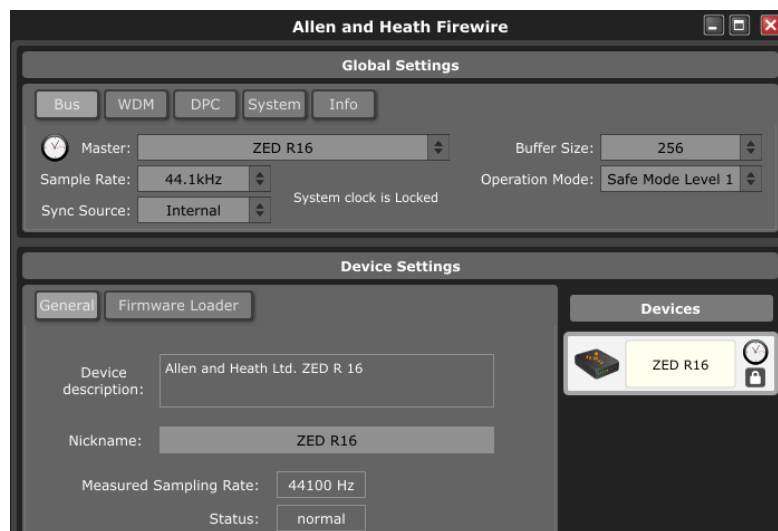 Allen and Heath Firewire
Global Settings
Bus WDM DPC System Info
Master: ZED R16 Buffer Size: 256
Sample Rate: 44.1kHz Operation Mode: Safe Mode Level 1
System clock is Locked
Sync Source: Internal
Device Settings
General Firmware Loader
Devices
Device description: Allen and Heath Ltd. ZED R 16
ZED R16
Nickname: ZED R16
Measured Sampling Rate: 44100 Hz
Status: normal